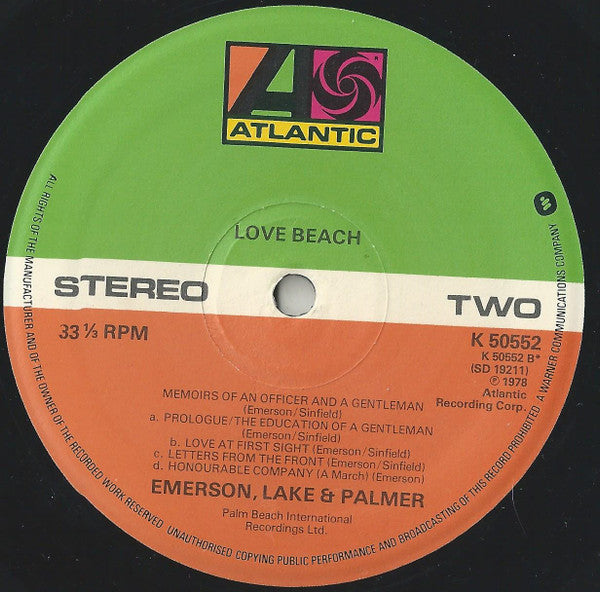 ATLANTIC
LOVE BEACH
STEREO
TWO
33 ⅓ RPM
K 50552
K 50552 B*
(SD 19211)
℗ 1978
Atlantic
Recording Corp.
MEMOIRS OF AN OFFICER AND A GENTLEMAN
(Emerson/Sinfield)
a. PROLOGUE/THE EDUCATION OF A GENTLEMAN
(Emerson/Sinfield)
b. LOVE AT FIRST SIGHT (Emerson/Sinfield)
c. LETTERS FROM THE FRONT (Emerson/Sinfield)
d. HONOURABLE COMPANY (A March) (Emerson)
EMERSON, LAKE & PALMER
Palm Beach International
Recordings Ltd.
ALL RIGHTS OF THE MANUFACTURER AND OF THE OWNER OF THE RECORDED WORK RESERVED. UNAUTHORISED COPYING PUBLIC PERFORMANCE AND BROADCASTING OF THIS RECORD PROHIBITED. A WARNER COMMUNICATIONS COMPANY